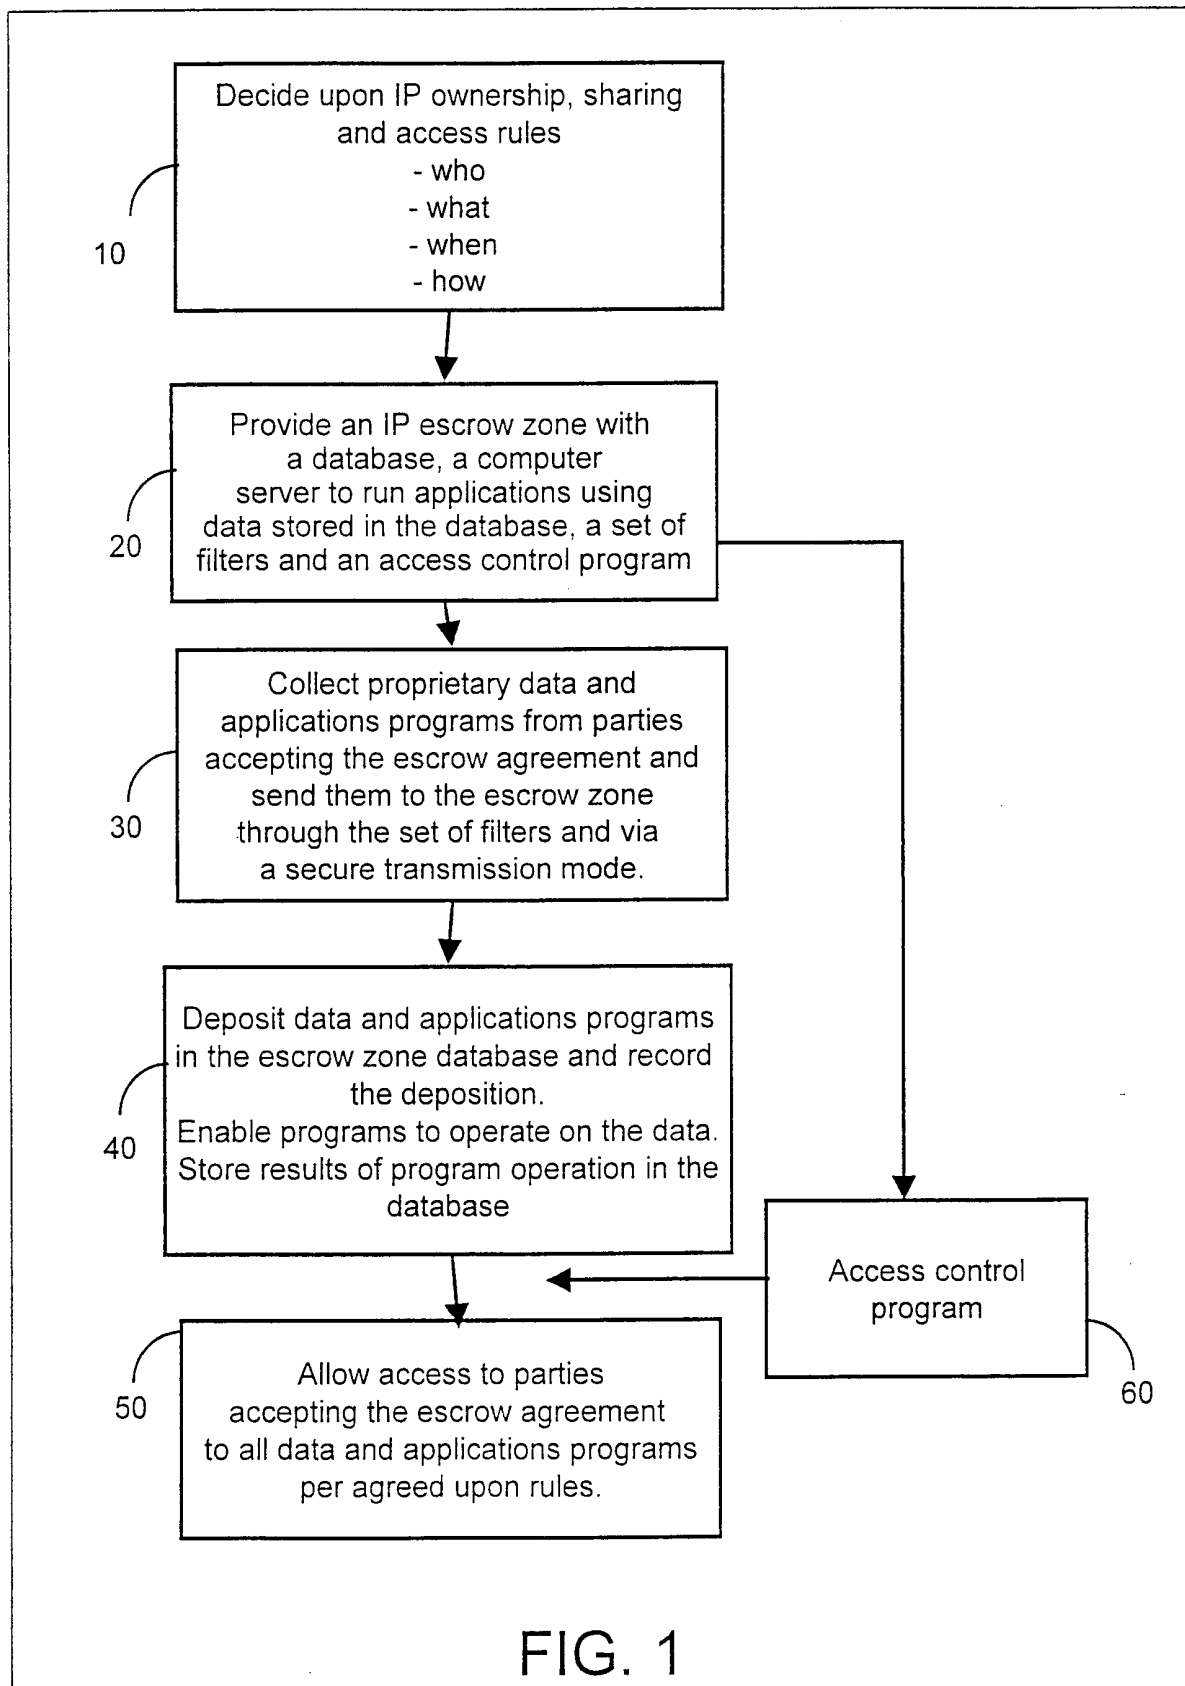 Decide upon IP ownership, sharing
and access rules
- who
- what
- when
- how
10
Provide an IP escrow zone with
a database, a computer
server to run applications using
data stored in the database, a set of
filters and an access control program
20
Collect proprietary data and
applications programs from parties
accepting the escrow agreement and
send them to the escrow zone
through the set of filters and via
a secure transmission mode.
30
Deposit data and applications programs
in the escrow zone database and record
the deposition.
Enable programs to operate on the data.
Store results of program operation in the
database
40
Access control
program
60
Allow access to parties
accepting the escrow agreement
to all data and applications programs
per agreed upon rules.
50
FIG. 1